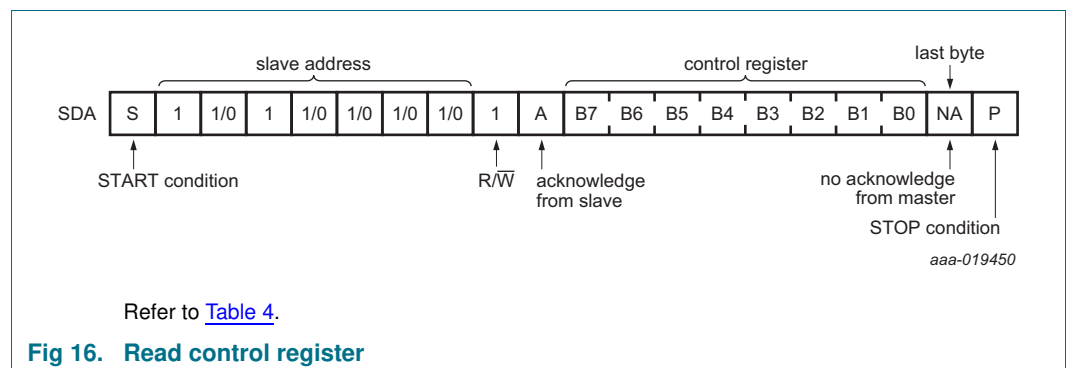 last byte
slave address
control register
SDA S 1 1/0 1 1/0 1/0 1/0 1/0 1 A B7 B6 B5 B4 B3 B2 B1 B0 NA P
START condition
R/W̅
acknowledge
from slave
no acknowledge
from master
STOP condition
aaa-019450
Refer to Table 4.
Fig 16. Read control register